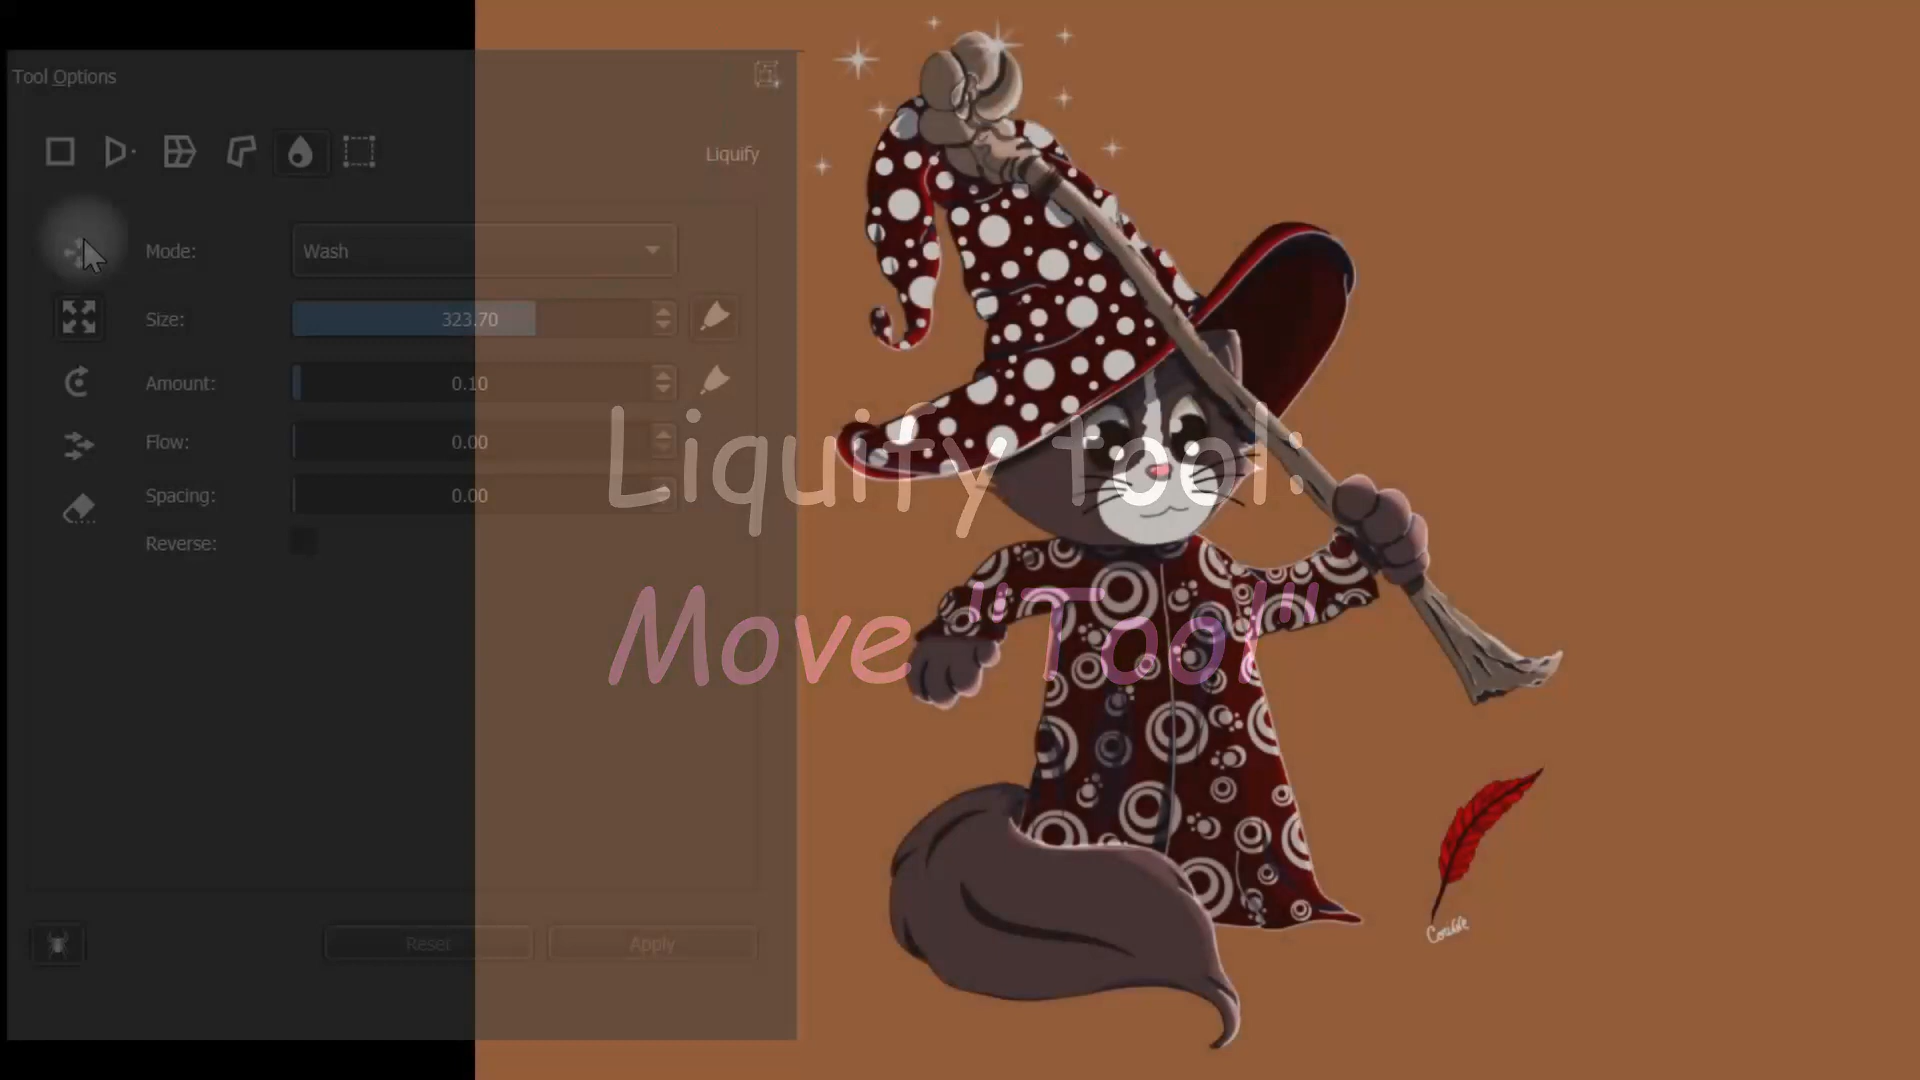 Tool Options
Liquify
Mode:
Wash
Size:
323.70
Amount:
0.10
Flow:
0.00
Spacing:
0.00
Reverse:
Reset
Apply
Liquify tool:
Move "Tool"